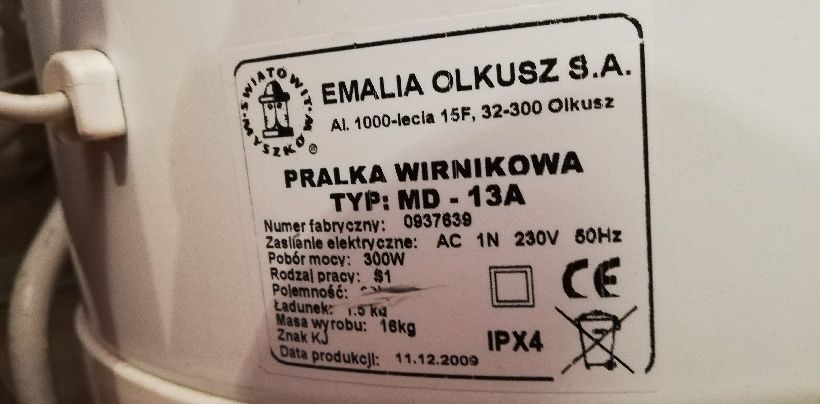 ŚWIATOWIT MYSZKÓW ®
EMALIA OLKUSZ S.A.
Al. 1000-lecia 15F, 32-300 Olkusz
PRALKA WIRNIKOWA
TYP: MD - 13A
Numer fabryczny: 0937639
Zasilanie elektryczne: AC 1N 230V 50Hz
Pobór mocy: 300W
Rodzaj pracy: S1
Pojemność:
Ładunek: 1.5 kg
Masa wyrobu: 16kg
Znak KJ
Data produkcji: 11.12.2009
CE
IPX4